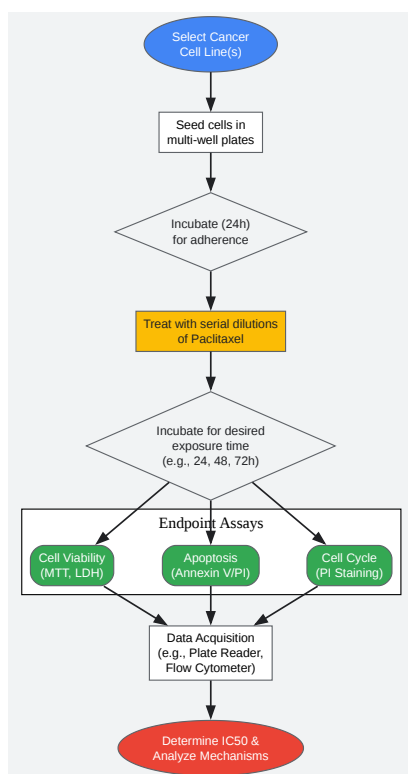 Select Cancer
Cell Line(s)
Seed cells in
multi-well plates
Incubate (24h)
for adherence
Treat with serial dilutions
of Paclitaxel
Incubate for desired
exposure time
(e.g., 24, 48, 72h)
Endpoint Assays
Cell Viability
(MTT, LDH)
Apoptosis
(Annexin V/PI)
Cell Cycle
(PI Staining)
Data Acquisition
(e.g., Plate Reader,
Flow Cytometer)
Determine IC50 &
Analyze Mechanisms